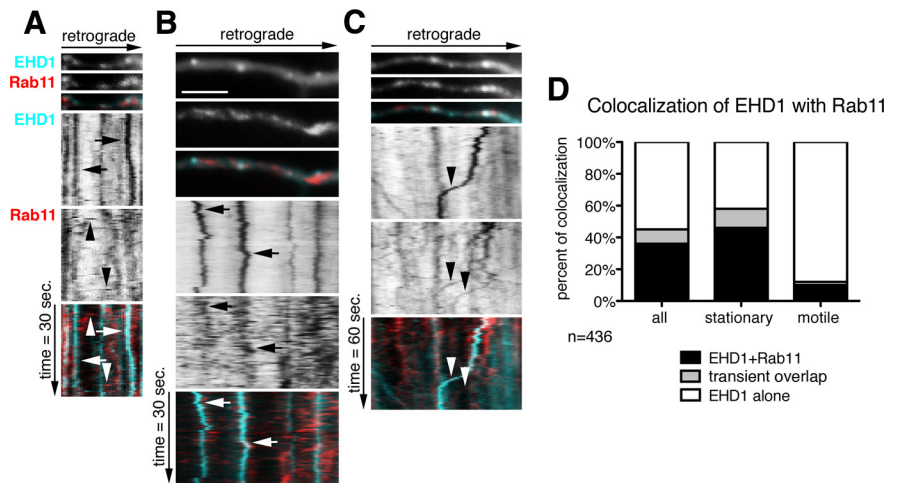 A
retrograde
EHD1
Rab11
EHD1
Rab11
time = 30 sec.
B
retrograde
time = 30 sec.
C
retrograde
time = 60 sec.
D
Colocalization of EHD1 with Rab11
percent of colocalization
100%
80%
60%
40%
20%
0%
all stationary motile
n=436
EHD1+Rab11
transient overlap
EHD1 alone